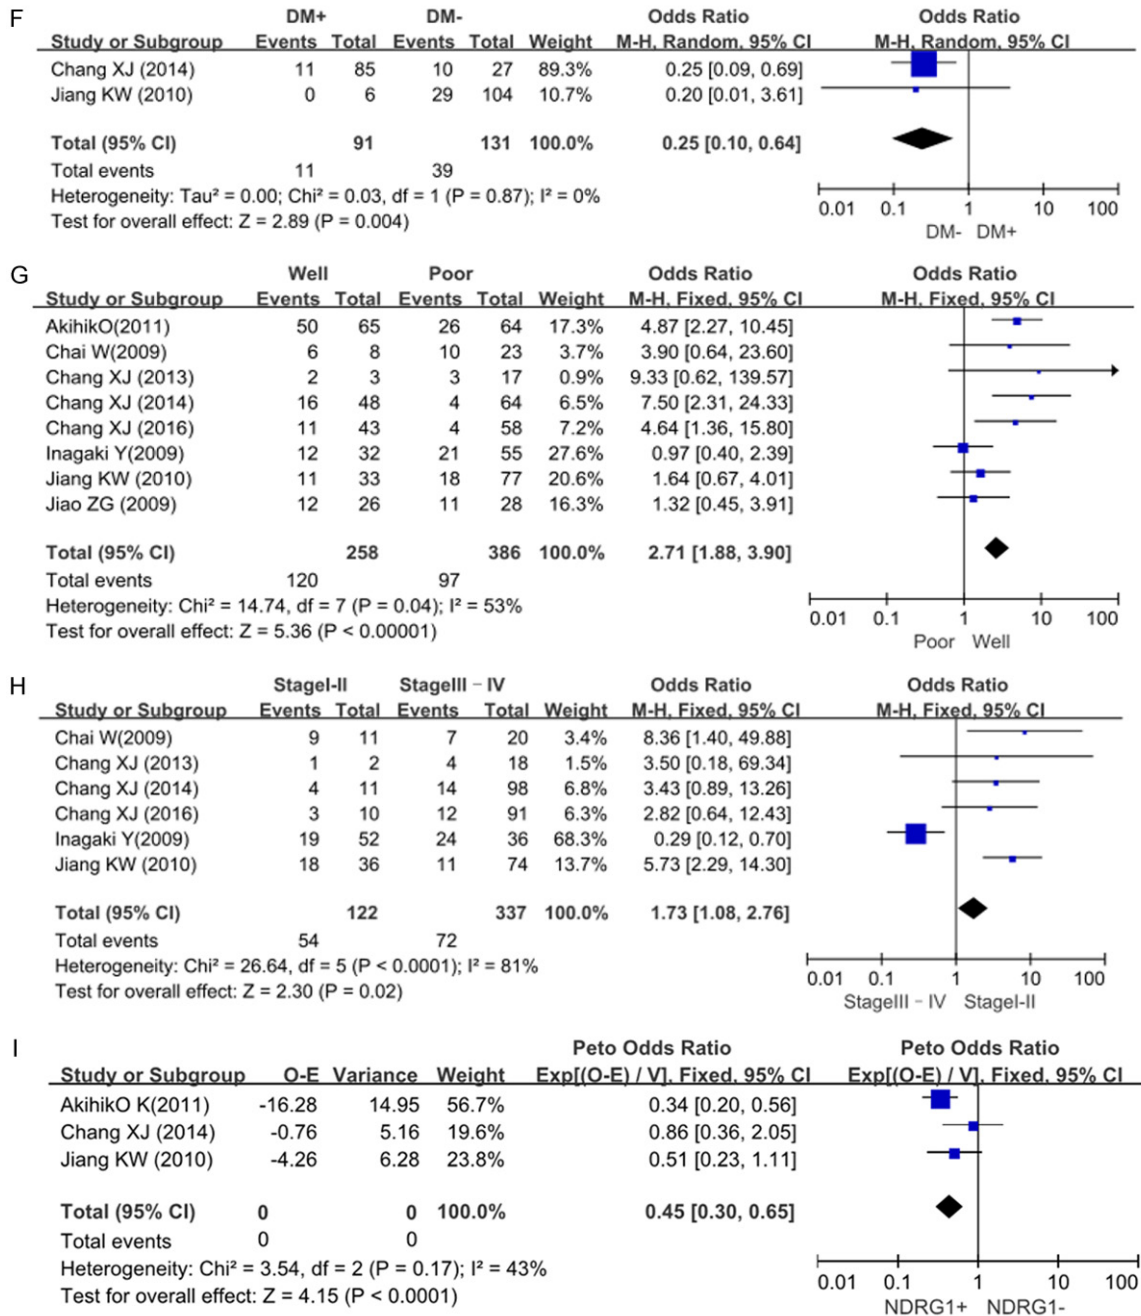 F
DM+ DM- Odds Ratio Odds Ratio
Study or Subgroup Events Total Events Total Weight M-H, Random, 95% CI M-H, Random, 95% CI
Chang XJ (2014) 11 85 10 27 89.3% 0.25 [0.09, 0.69]
Jiang KW (2010) 0 6 29 104 10.7% 0.20 [0.01, 3.61]
Total (95% CI) 91 131 100.0% 0.25 [0.10, 0.64]
Total events 11 39
Heterogeneity: Tau² = 0.00; Chi² = 0.03, df = 1 (P = 0.87); I² = 0%
Test for overall effect: Z = 2.89 (P = 0.004)
0.01 0.1 1 10 100
DM- DM+
G
Well Poor Odds Ratio Odds Ratio
Study or Subgroup Events Total Events Total Weight M-H, Fixed, 95% CI M-H, Fixed, 95% CI
AkihikO(2011) 50 65 26 64 17.3% 4.87 [2.27, 10.45]
Chai W(2009) 6 8 10 23 3.7% 3.90 [0.64, 23.60]
Chang XJ (2013) 2 3 3 17 0.9% 9.33 [0.62, 139.57]
Chang XJ (2014) 16 48 4 64 6.5% 7.50 [2.31, 24.33]
Chang XJ (2016) 11 43 4 58 7.2% 4.64 [1.36, 15.80]
Inagaki Y(2009) 12 32 21 55 27.6% 0.97 [0.40, 2.39]
Jiang KW (2010) 11 33 18 77 20.6% 1.64 [0.67, 4.01]
Jiao ZG (2009) 12 26 11 28 16.3% 1.32 [0.45, 3.91]
Total (95% CI) 258 386 100.0% 2.71 [1.88, 3.90]
Total events 120 97
Heterogeneity: Chi² = 14.74, df = 7 (P = 0.04); I² = 53%
Test for overall effect: Z = 5.36 (P < 0.00001)
0.01 0.1 1 10 100
Poor Well
H
StageI-II StageIII－IV Odds Ratio Odds Ratio
Study or Subgroup Events Total Events Total Weight M-H, Fixed, 95% CI M-H, Fixed, 95% CI
Chai W(2009) 9 11 7 20 3.4% 8.36 [1.40, 49.88]
Chang XJ (2013) 1 2 4 18 1.5% 3.50 [0.18, 69.34]
Chang XJ (2014) 4 11 14 98 6.8% 3.43 [0.89, 13.26]
Chang XJ (2016) 3 10 12 91 6.3% 2.82 [0.64, 12.43]
Inagaki Y(2009) 19 52 24 36 68.3% 0.29 [0.12, 0.70]
Jiang KW (2010) 18 36 11 74 13.7% 5.73 [2.29, 14.30]
Total (95% CI) 122 337 100.0% 1.73 [1.08, 2.76]
Total events 54 72
Heterogeneity: Chi² = 26.64, df = 5 (P < 0.0001); I² = 81%
Test for overall effect: Z = 2.30 (P = 0.02)
0.01 0.1 1 10 100
StageIII－IV StageI-II
I
Peto Odds Ratio Peto Odds Ratio
Study or Subgroup O-E Variance Weight Exp[(O-E) / V], Fixed, 95% CI Exp[(O-E) / V], Fixed, 95% CI
AkihikO K(2011) -16.28 14.95 56.7% 0.34 [0.20, 0.56]
Chang XJ (2014) -0.76 5.16 19.6% 0.86 [0.36, 2.05]
Jiang KW (2010) -4.26 6.28 23.8% 0.51 [0.23, 1.11]
Total (95% CI) 0 0 100.0% 0.45 [0.30, 0.65]
Total events 0 0
Heterogeneity: Chi² = 3.54, df = 2 (P = 0.17); I² = 43%
Test for overall effect: Z = 4.15 (P < 0.0001)
0.01 0.1 1 10 100
NDRG1+ NDRG1-